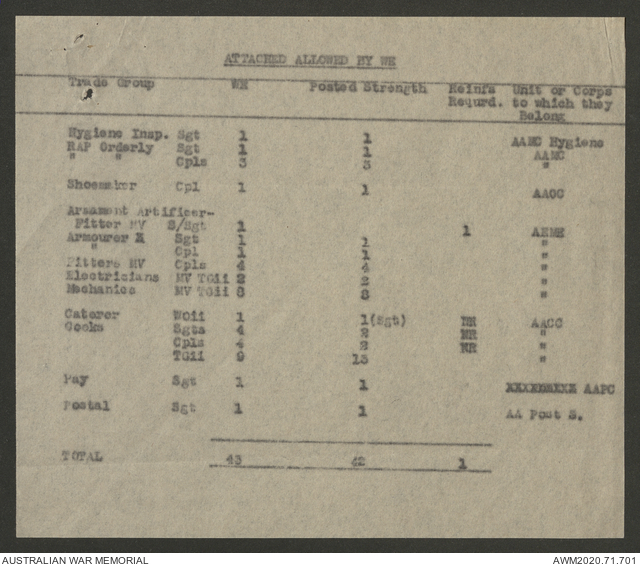 ATTACHED ALLOWED BY WE
Trade Group WE Posted Strength Reinfs Unit or Corps
Requrd. to which they
Belong
Hygiene Insp. Sgt 1 1 AAMC Hygiene
RAP Orderly Sgt 1 1 AAMC
" " Cpls 3 3 "
Shoemaker Cpl 1 1 AAOC
Armament Artificer-
Fitter MV S/Sgt 1 1 AEME
Armourer A Sgt 1 1 "
" Cpl 1 1 "
Fitters MV Cpls 4 4 "
Electricians MV TGii 2 2 "
Mechanics MV TGii 8 8 "
Caterer WOii 1 1(Sgt) NR AACC
Cooks Sgts 4 2 NR "
Cpls 4 2 NR "
TGii 9 13 "
Pay Sgt 1 1 AAPC
Postal Sgt 1 1 AA Post S.
TOTAL 43 42 1
AUSTRALIAN WAR MEMORIAL AWM2020.71.701